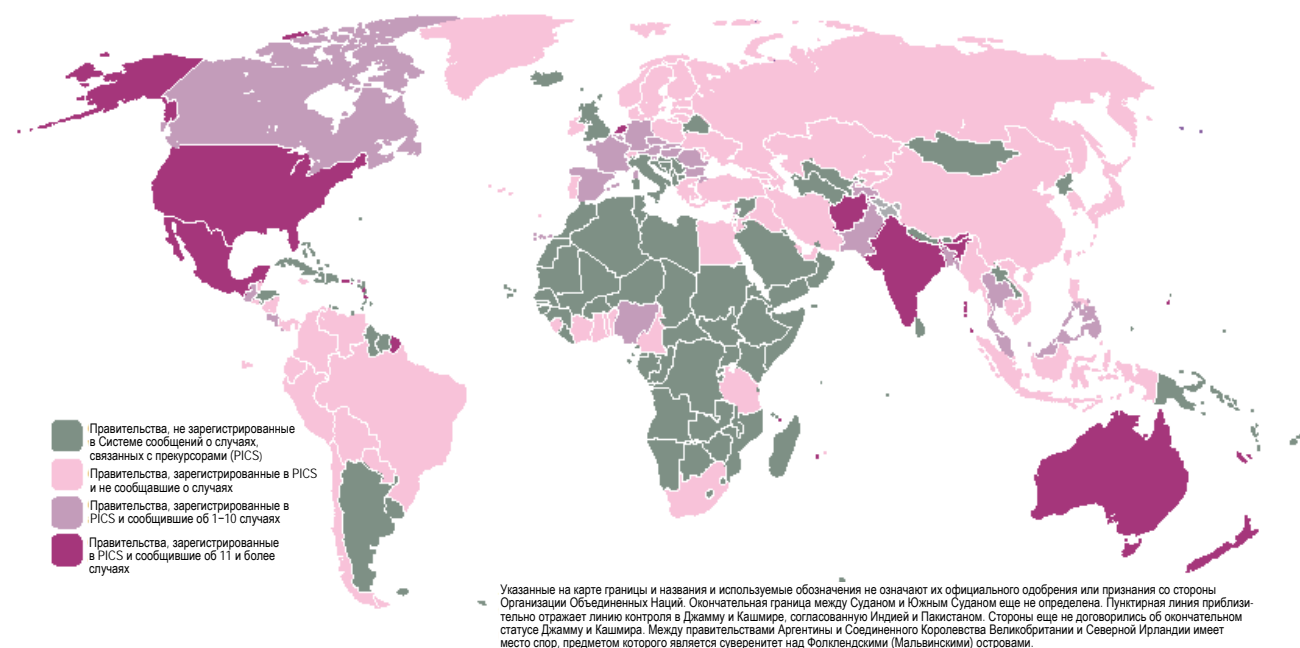 Правительства, не зарегистрированные
в Системе сообщений о случаях,
связанных с прекурсорами (PICS)
Правительства, зарегистрированные в PICS
и не сообщавшие о случаях
Правительства, зарегистрированные в
PICS и сообщившие об 1–10 случаях
Правительства, зарегистрированные
в PICS и сообщившие об 11 и более
случаях
Указанные на карте границы и названия и используемые обозначения не означают их официального одобрения или признания со стороны
Организации Объединенных Наций. Окончательная граница между Суданом и Южным Суданом еще не определена. Пунктирная линия приблизи-
тельно отражает линию контроля в Джамму и Кашмире, согласованную Индией и Пакистаном. Стороны еще не договорились об окончательном
статусе Джамму и Кашмира. Между правительствами Аргентины и Соединенного Королевства Великобритании и Северной Ирландии имеет
место спор, предметом которого является суверенитет над Фолклендскими (Мальвинскими) островами.